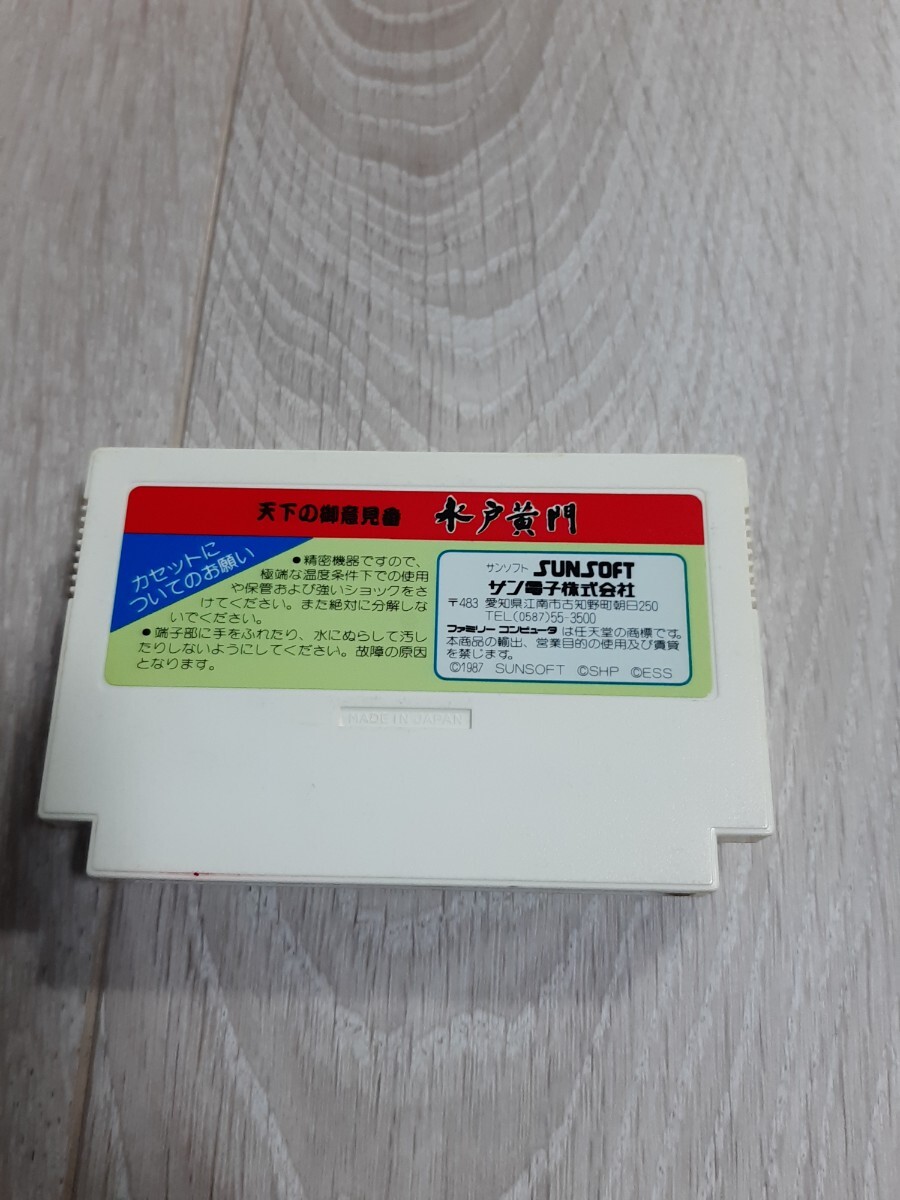 天下の御意見番 水戸黄門
カセットに
ついてのお願い
●精密機器ですので、
極端な温度条件下での使用
や保管および強いショックをさ
けてください。また絶対に分解しな
いでください。
●端子部に手をふれたり、水にぬらして汚し
たりしないようにしてください。故障の原因
となります。
サンソフト SUNSOFT
サン電子株式会社
〒483 愛知県江南市古知野町朝日250
TEL(0587)55-3500
ファミリー コンピュータ は任天堂の商標です。
本商品の輸出、営業目的の使用及び賃貸
を禁じます。
©1987 SUNSOFT ©SHP ©ESS
MADE IN JAPAN